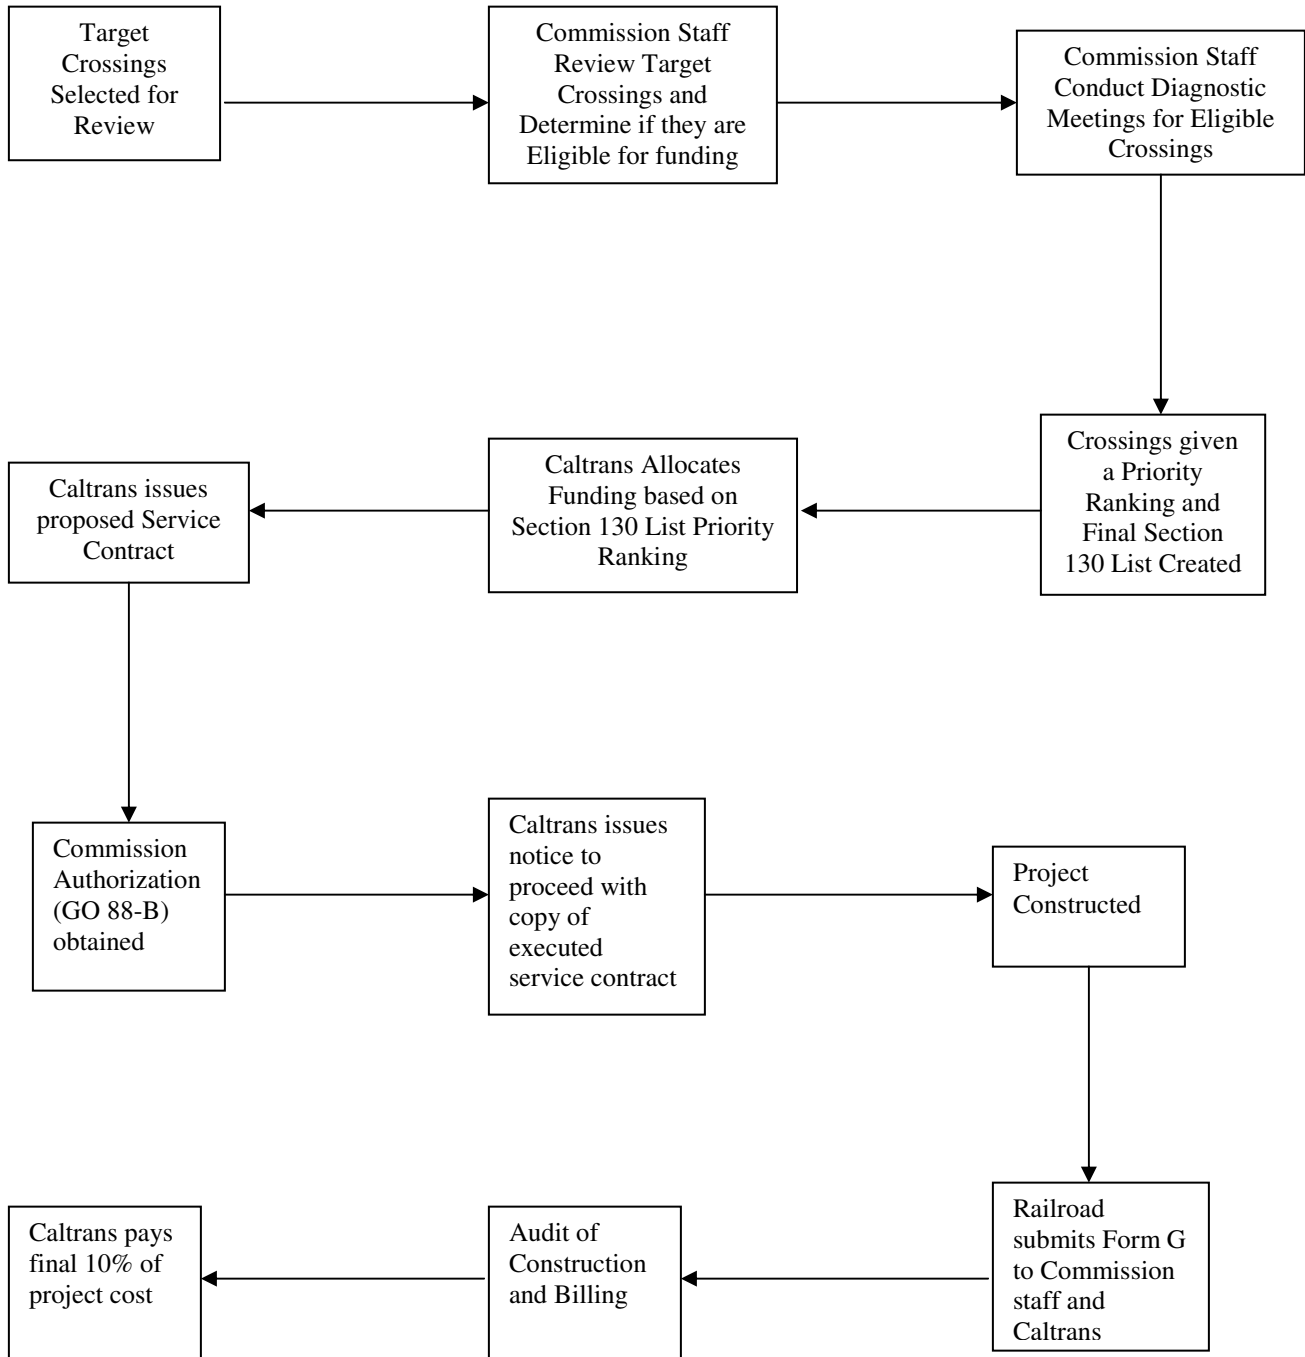 Target
Crossings
Selected for
Review
Commission Staff
Review Target
Crossings and
Determine if they are
Eligible for funding
Commission Staff
Conduct Diagnostic
Meetings for Eligible
Crossings
Crossings given
a Priority
Ranking and
Final Section
130 List Created
Caltrans Allocates
Funding based on
Section 130 List Priority
Ranking
Caltrans issues
proposed Service
Contract
Commission
Authorization
(GO 88-B)
obtained
Caltrans issues
notice to
proceed with
copy of
executed
service contract
Project
Constructed
Railroad
submits Form G
to Commission
staff and
Caltrans
Audit of
Construction
and Billing
Caltrans pays
final 10% of
project cost